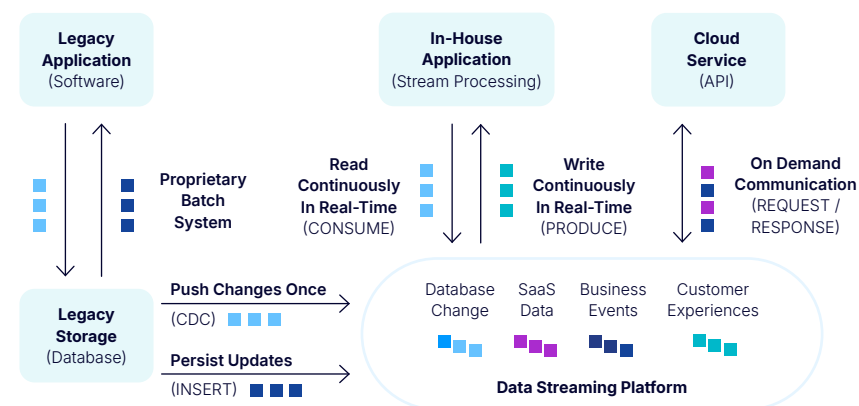 Legacy
Application
(Software)
In-House
Application
(Stream Processing)
Cloud
Service
(API)
Proprietary
Batch
System
Read
Continuously
In Real-Time
(CONSUME)
Write
Continuously
In Real-Time
(PRODUCE)
On Demand
Communication
(REQUEST /
RESPONSE)
Legacy
Storage
(Database)
Push Changes Once
(CDC)
Persist Updates
(INSERT)
Database
Change
SaaS
Data
Business
Events
Customer
Experiences
Data Streaming Platform